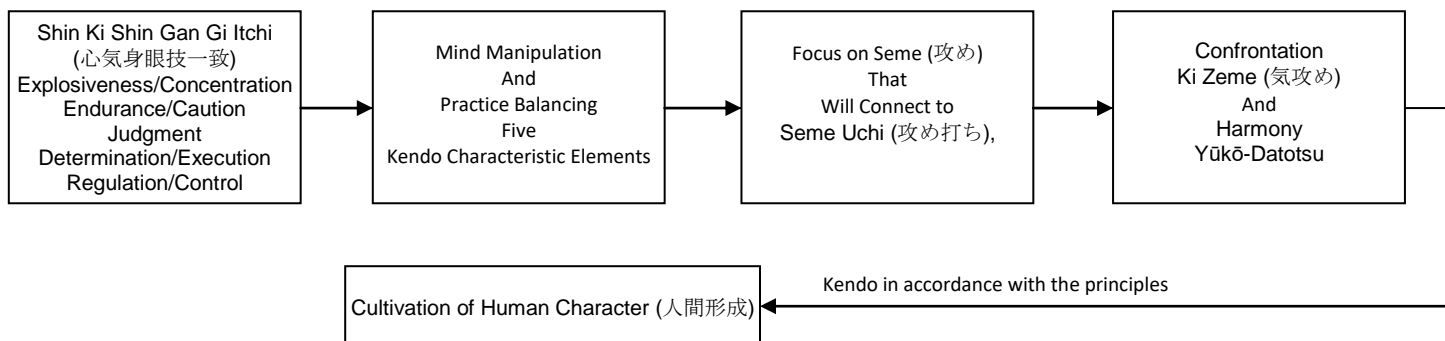 Shin Ki Shin Gan Gi Itchi
(心気身眼技一致)
Explosiveness/Concentration
Endurance/Caution
Judgment
Determination/Execution
Regulation/Control
Mind Manipulation
And
Practice Balancing
Five
Kendo Characteristic Elements
Focus on Seme (攻め)
That
Will Connect to
Seme Uchi (攻め打ち),
Confrontation
Ki Zeme (気攻め)
And
Harmony
Yūkō-Datotsu
Kendo in accordance with the principles
Cultivation of Human Character (人間形成)